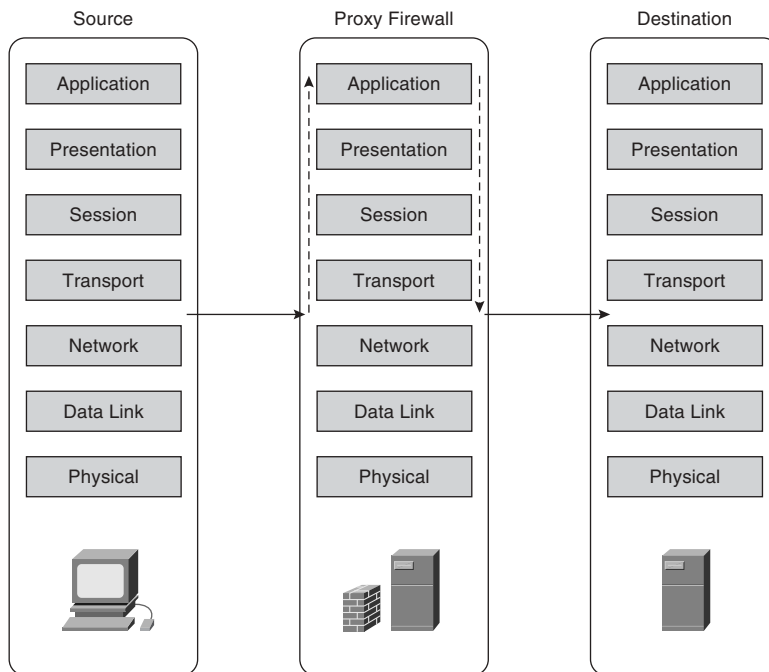 Source
Proxy Firewall
Destination
Application
Application
Application
Presentation
Presentation
Presentation
Session
Session
Session
Transport
Transport
Transport
Network
Network
Network
Data Link
Data Link
Data Link
Physical
Physical
Physical